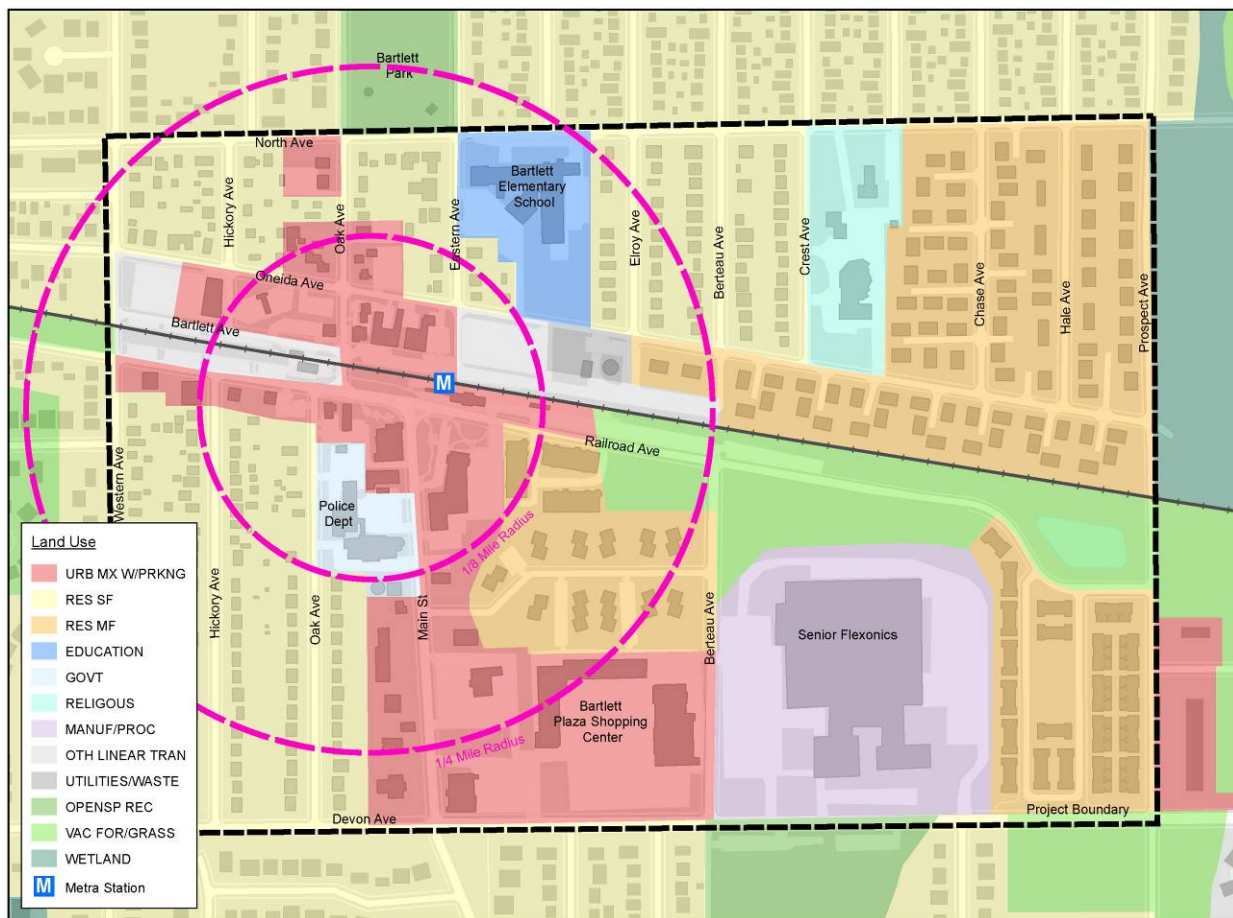 Bartlett
Park
North Ave
Hickory Ave
Oak Ave
Eastern Ave
Bartlett
Elementary
School
Elroy Ave
Berteau Ave
Crest Ave
Chase Ave
Hale Ave
Prospect Ave
Oneida Ave
Bartlett Ave
M
Railroad Ave
Western Ave
Police
Dept
1/8 Mile Radius
Hickory Ave
Oak Ave
Main St
Berteau Ave
Senior Flexonics
Bartlett
Plaza Shopping
Center
1/4 Mile Radius
Devon Ave
Project Boundary
Land Use
URB MX W/PRKNG
RES SF
RES MF
EDUCATION
GOVT
RELIGOUS
MANUF/PROC
OTH LINEAR TRAN
UTILITIES/WASTE
OPENSP REC
VAC FOR/GRASS
WETLAND
M Metra Station